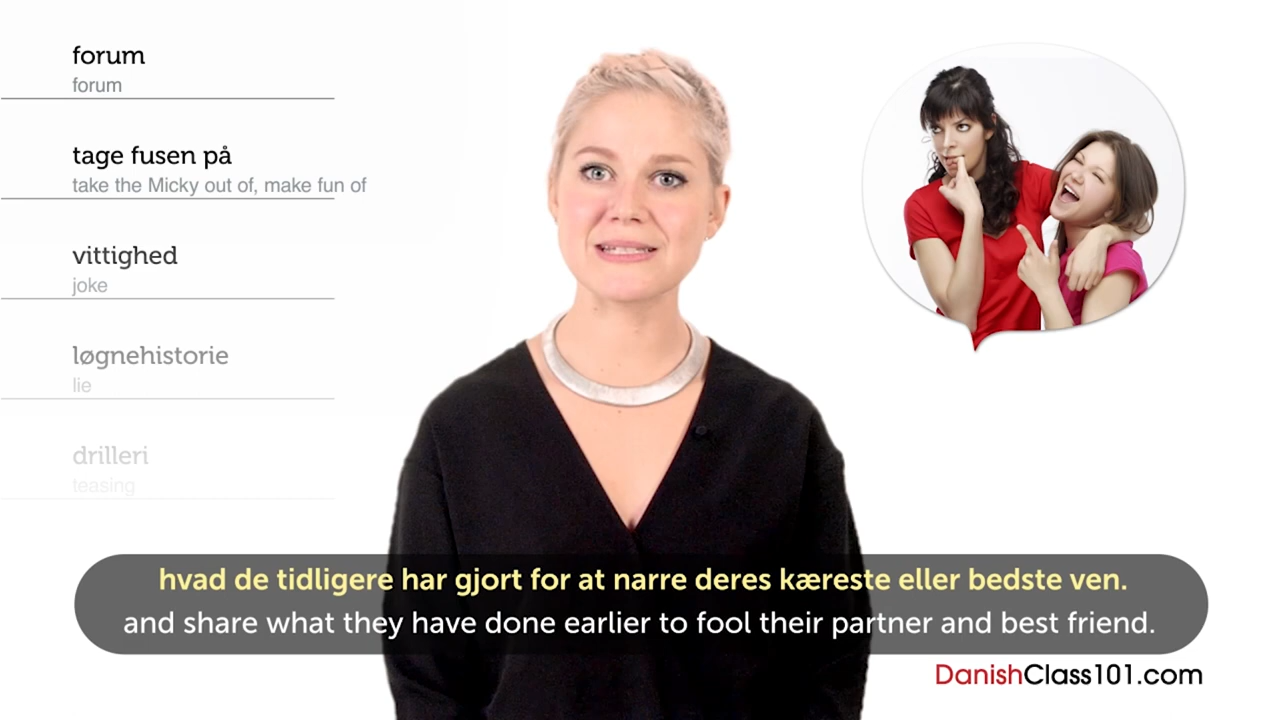 forum
forum
tage fusen på
take the Micky out of, make fun of
vittighed
joke
løgnehistorie
lie
drilleri
teasing
hvad de tidligere har gjort for at narre deres kæreste eller bedste ven.
and share what they have done earlier to fool their partner and best friend.
DanishClass101.com